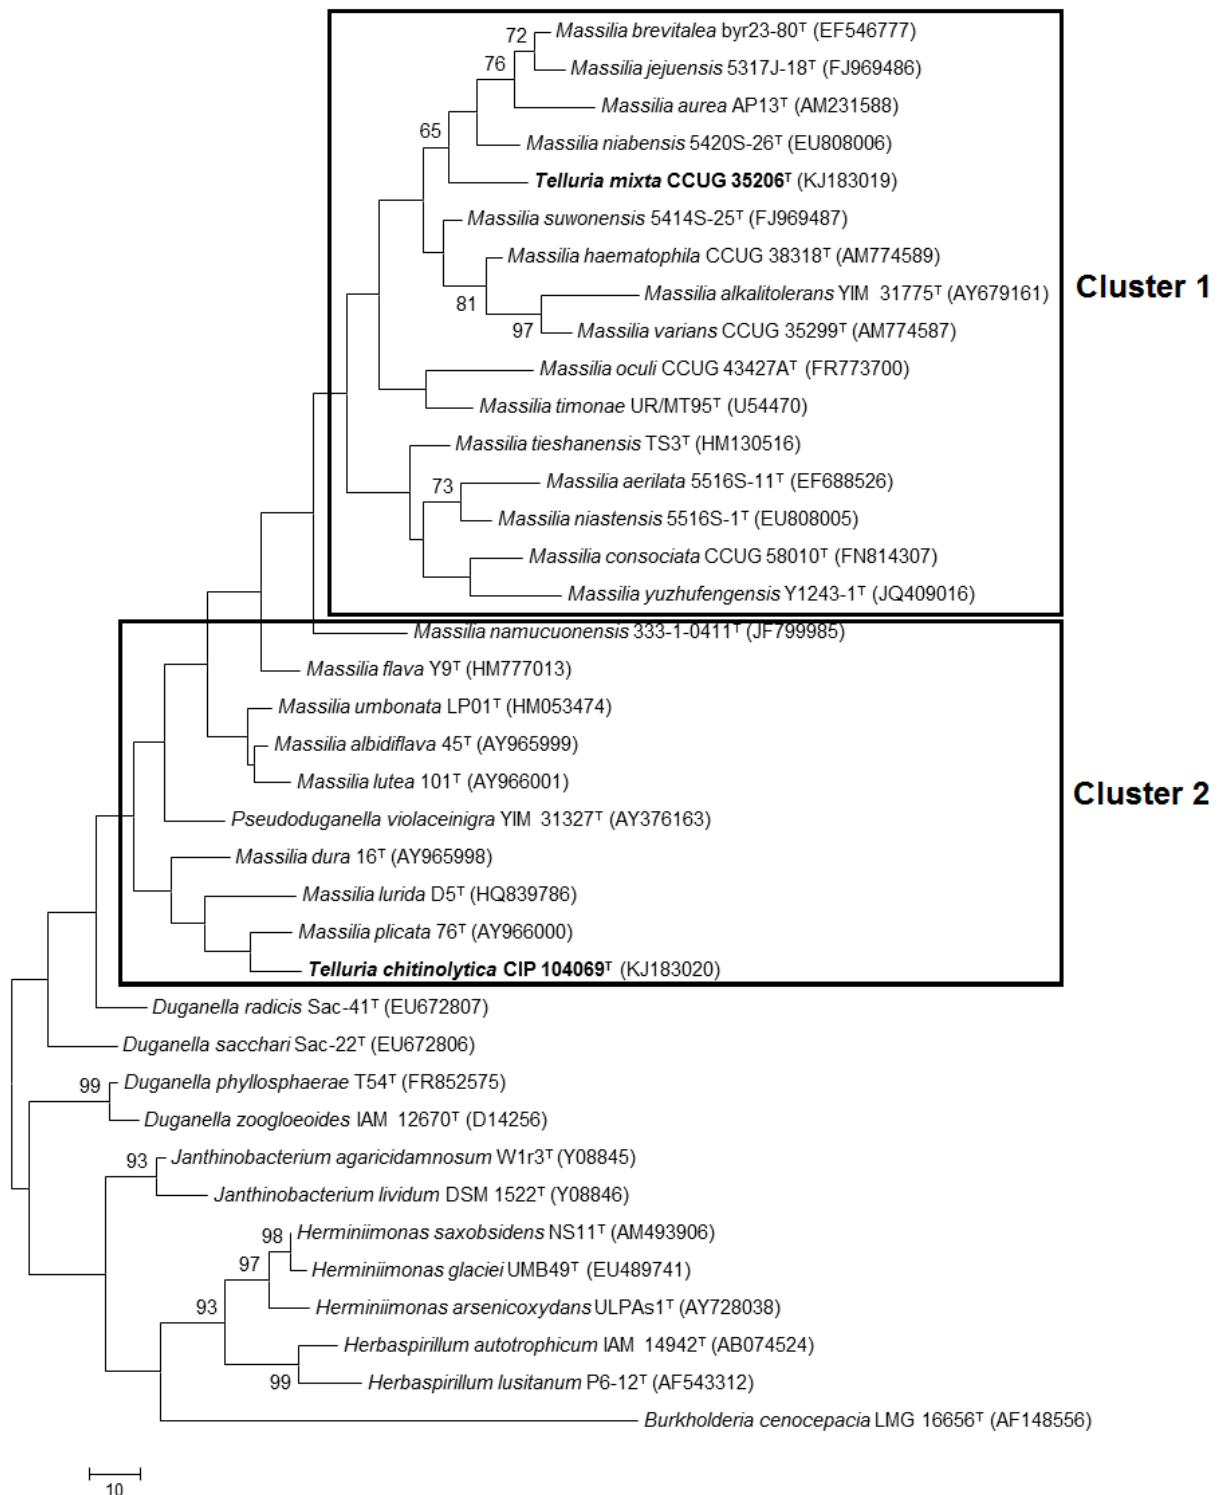 72
Massilia brevitalea byr23-80ᵀ (EF546777)
76
Massilia jejuensis 5317J-18ᵀ (FJ969486)
Massilia aurea AP13ᵀ (AM231588)
65
Massilia niabensis 5420S-26ᵀ (EU808006)
Telluria mixta CCUG 35206ᵀ (KJ183019)
Massilia suwonensis 5414S-25ᵀ (FJ969487)
Massilia haematophila CCUG 38318ᵀ (AM774589)
Cluster 1
81
Massilia alkalitolerans YIM 31775ᵀ (AY679161)
97
Massilia varians CCUG 35299ᵀ (AM774587)
Massilia oculi CCUG 43427Aᵀ (FR773700)
Massilia timonae UR/MT95ᵀ (U54470)
Massilia tieshanensis TS3ᵀ (HM130516)
73
Massilia aerilata 5516S-11ᵀ (EF688526)
Massilia niastensis 5516S-1ᵀ (EU808005)
Massilia consociata CCUG 58010ᵀ (FN814307)
Massilia yuzhufengensis Y1243-1ᵀ (JQ409016)
Massilia namucuonensis 333-1-0411ᵀ (JF799985)
Massilia flava Y9ᵀ (HM777013)
Massilia umbonata LP01ᵀ (HM053474)
Massilia albidiflava 45ᵀ (AY965999)
Massilia lutea 101ᵀ (AY966001)
Cluster 2
Pseudoduganella violaceinigra YIM 31327ᵀ (AY376163)
Massilia dura 16ᵀ (AY965998)
Massilia lurida D5ᵀ (HQ839786)
Massilia plicata 76ᵀ (AY966000)
Telluria chitinolytica CIP 104069ᵀ (KJ183020)
Duganella radicis Sac-41ᵀ (EU672807)
Duganella sacchari Sac-22ᵀ (EU672806)
99
Duganella phyllosphaerae T54ᵀ (FR852575)
Duganella zoogloeoides IAM 12670ᵀ (D14256)
93
Janthinobacterium agaricidamnosum W1r3ᵀ (Y08845)
Janthinobacterium lividum DSM 1522ᵀ (Y08846)
98
Herminiimonas saxobsidens NS11ᵀ (AM493906)
97
Herminiimonas glaciei UMB49ᵀ (EU489741)
93
Herminiimonas arsenicoxydans ULPAs1ᵀ (AY728038)
Herbaspirillum autotrophicum IAM 14942ᵀ (AB074524)
99
Herbaspirillum lusitanum P6-12ᵀ (AF543312)
Burkholderia cenocepacia LMG 16656ᵀ (AF148556)
10